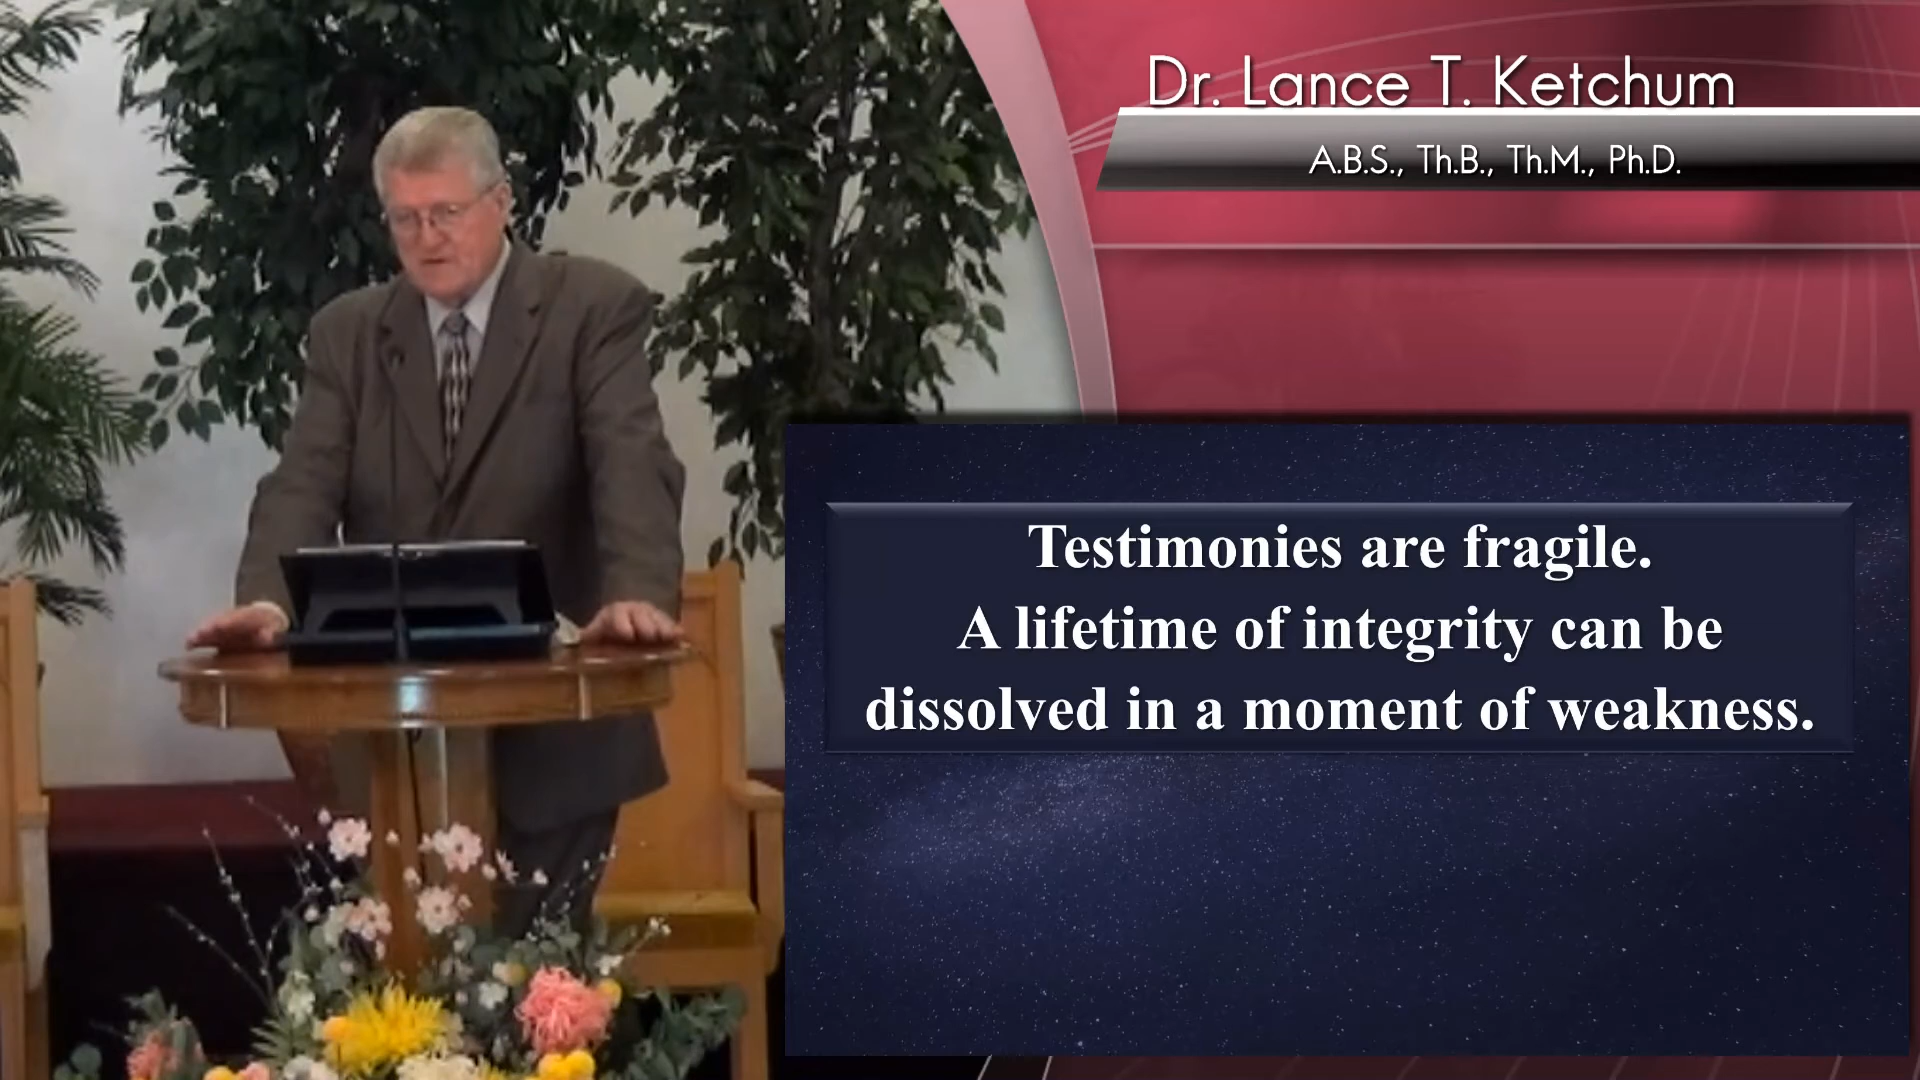 Dr. Lance T. Ketchum
A.B.S., Th.B., Th.M., Ph.D.
Testimonies are fragile.
A lifetime of integrity can be
dissolved in a moment of weakness.